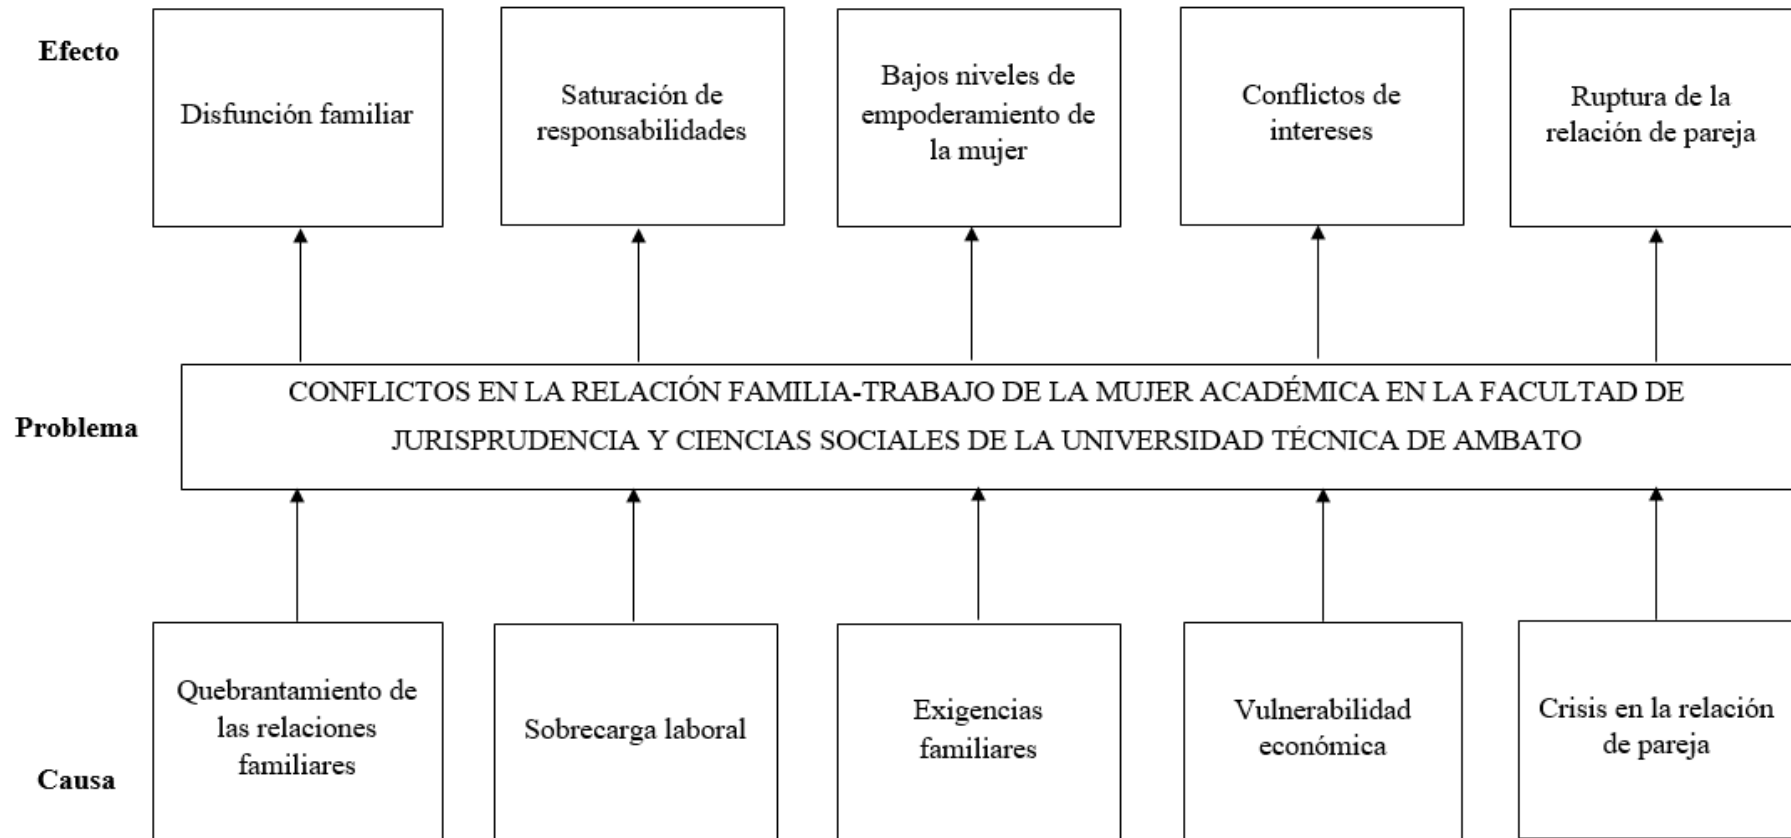 Efecto
Disfunción familiar
Saturación de
responsabilidades
Bajos niveles de
empoderamiento de
la mujer
Conflictos de
intereses
Ruptura de la
relación de pareja
Problema
CONFLICTOS EN LA RELACIÓN FAMILIA-TRABAJO DE LA MUJER ACADÉMICA EN LA FACULTAD DE
JURISPRUDENCIA Y CIENCIAS SOCIALES DE LA UNIVERSIDAD TÉCNICA DE AMBATO
Causa
Quebrantamiento de
las relaciones
familiares
Sobrecarga laboral
Exigencias
familiares
Vulnerabilidad
económica
Crisis en la relación
de pareja